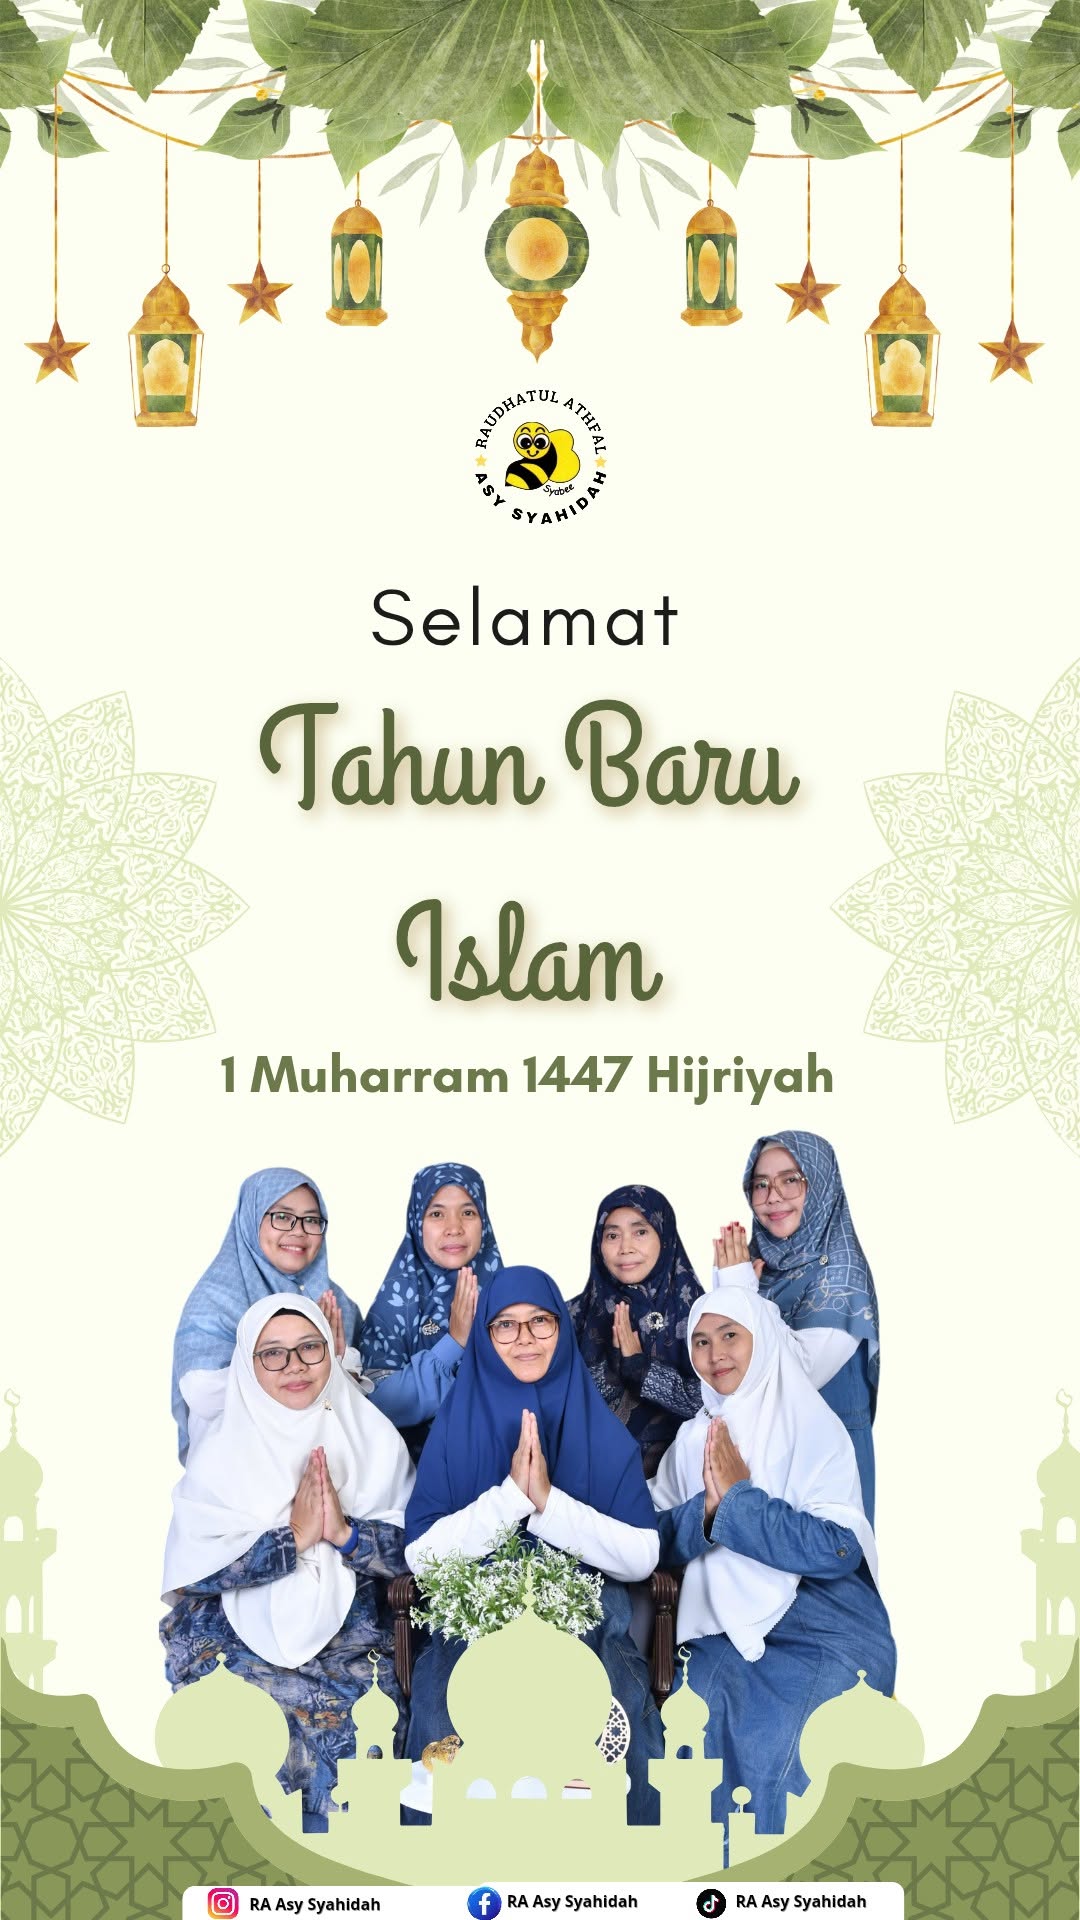 RAUDHATUL ATHFAL
Syabee
ASY SYAHIDAH
Selamat
Tahun Baru
Islam
1 Muharram 1447 Hijriyah
RA Asy Syahidah
RA Asy Syahidah
RA Asy Syahidah